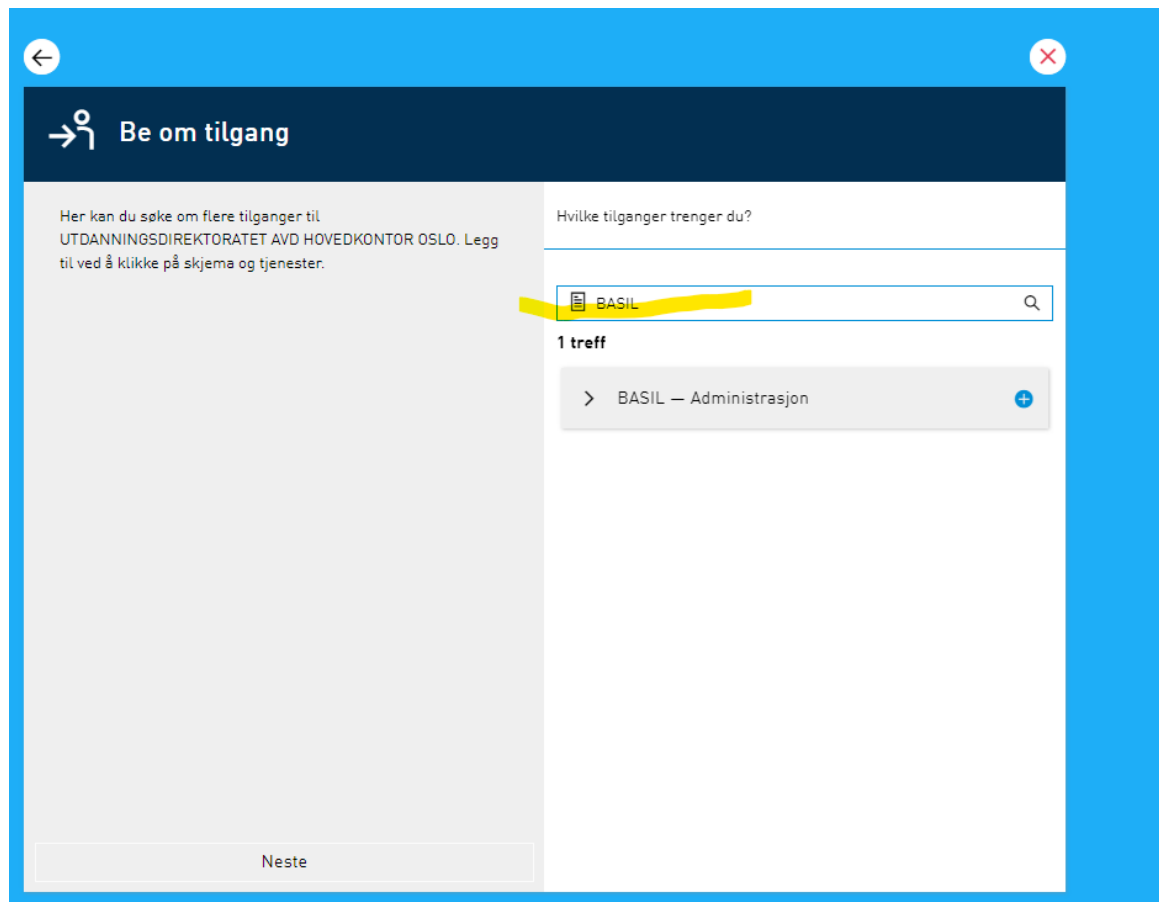 Be om tilgang
Her kan du søke om flere tilganger til
UTDANNINGSDIREKTORATET AVD HOVEDKONTOR OSLO. Legg
til ved å klikke på skjema og tjenester.
Neste
Hvilke tilganger trenger du?
BASIL
1 treff
BASIL — Administrasjon